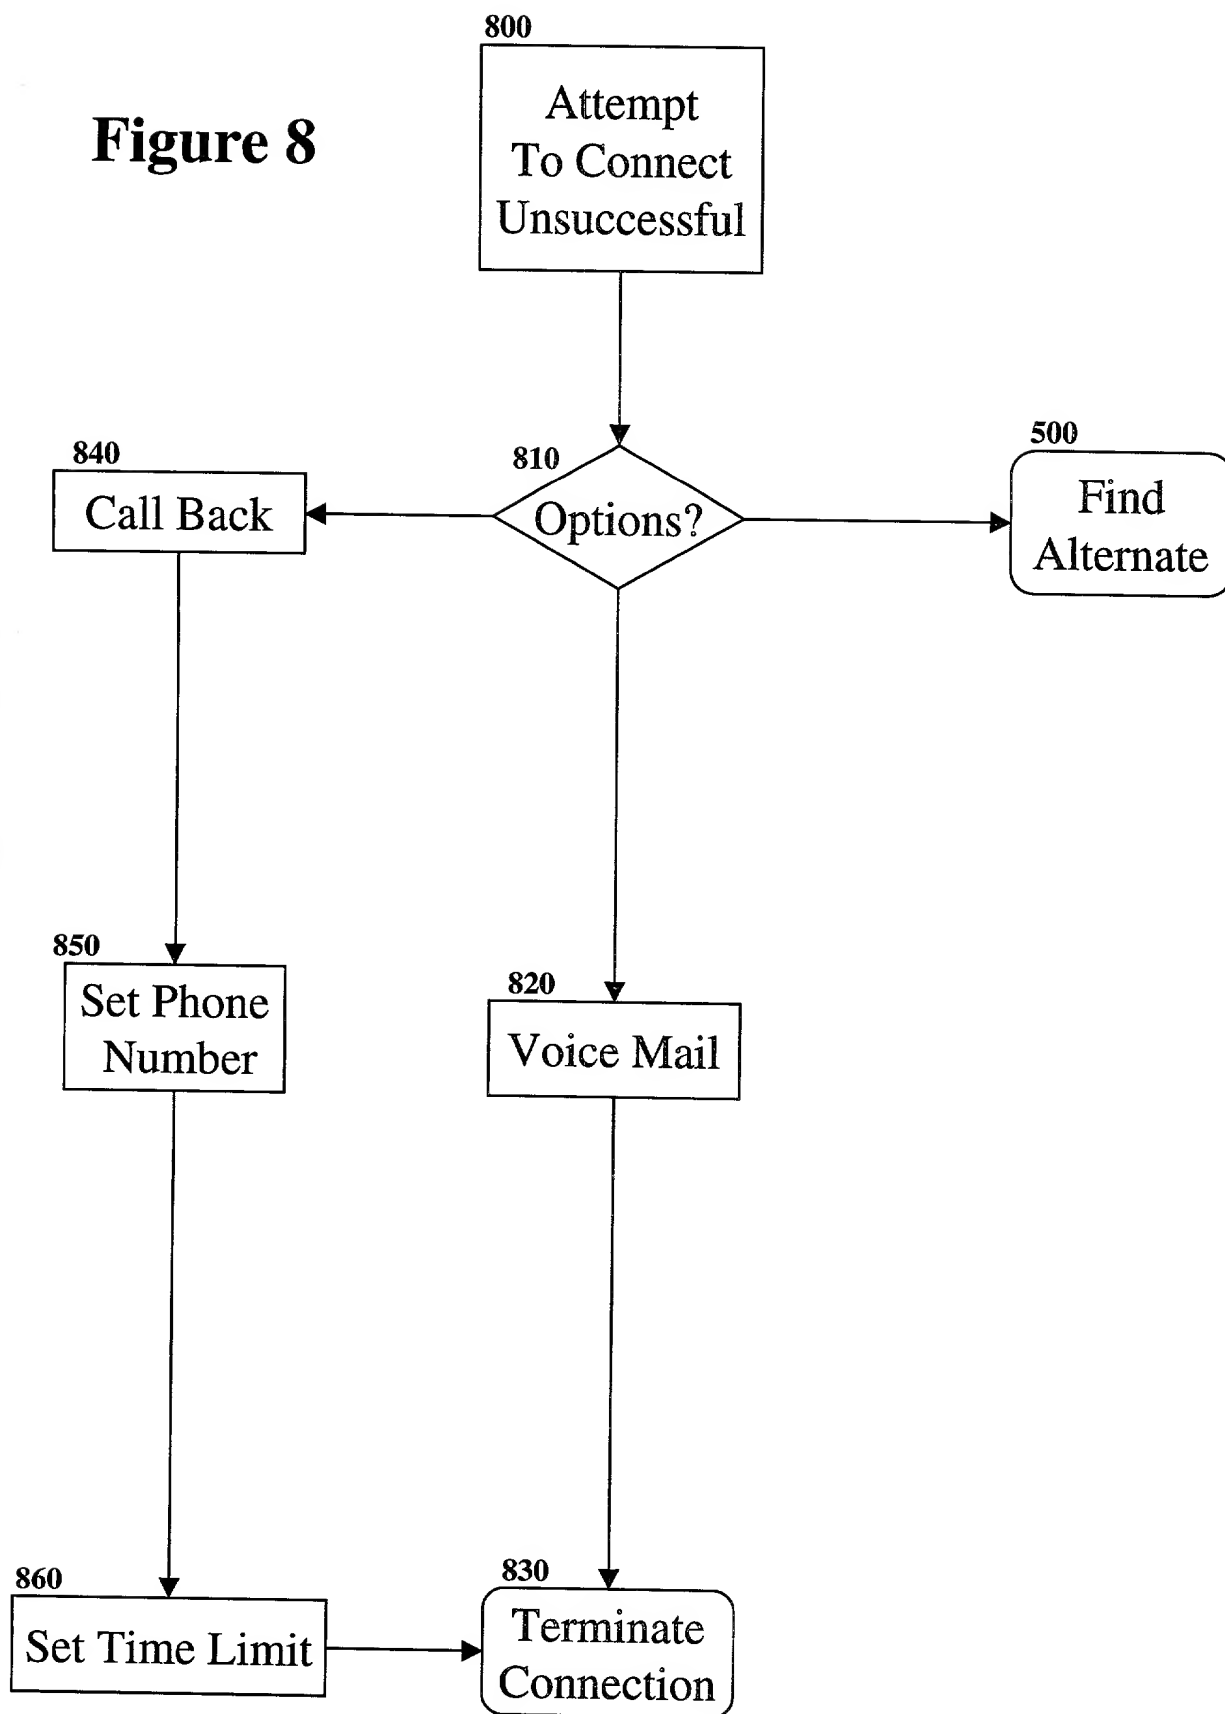 800
Attempt
To Connect
Unsuccessful
Figure 8
840
Call Back
810
Options?
500
Find
Alternate
850
Set Phone
Number
820
Voice Mail
860
Set Time Limit
830
Terminate
Connection